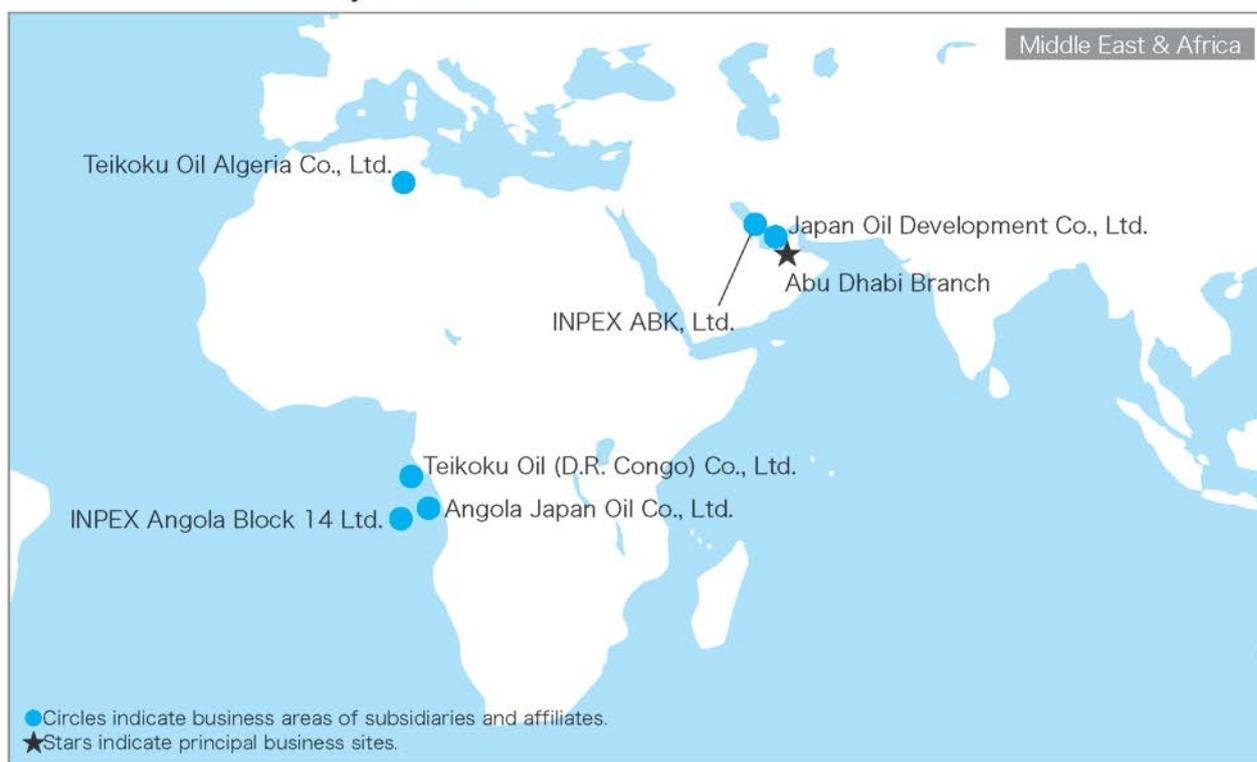 Middle East & Africa
Teikoku Oil Algeria Co., Ltd.
Japan Oil Development Co., Ltd.
Abu Dhabi Branch
INPEX ABK, Ltd.
Teikoku Oil (D.R. Congo) Co., Ltd.
Angola Japan Oil Co., Ltd.
INPEX Angola Block 14 Ltd.
Circles indicate business areas of subsidiaries and affiliates.
Stars indicate principal business sites.